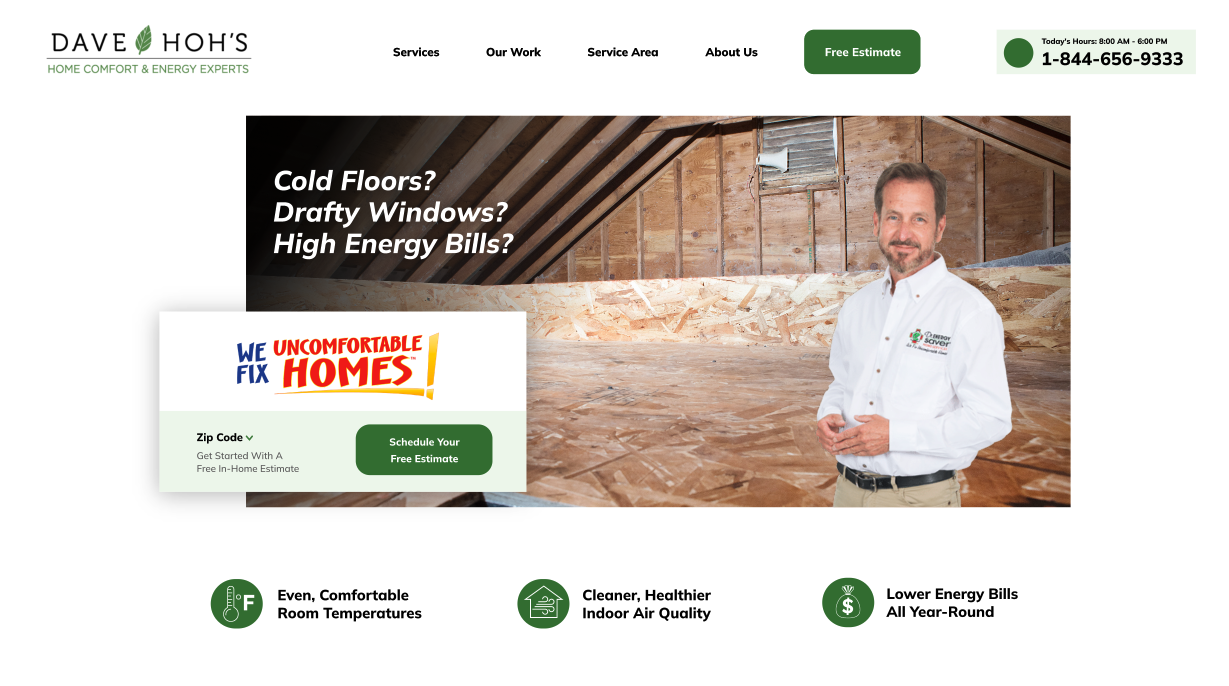 DAVE HOH'S
HOME COMFORT & ENERGY EXPERTS
Services
Our Work
Service Area
About Us
Free Estimate
Today's Hours: 8:00 AM - 6:00 PM
1-844-656-9333
Cold Floors?
Drafty Windows?
High Energy Bills?
WE FIX
UNCOMFORTABLE
HOMES!
Zip Code
Get Started With A
Free In-Home Estimate
Schedule Your
Free Estimate
Dr. ENERGY
Saver
F
Even, Comfortable
Room Temperatures
Cleaner, Healthier
Indoor Air Quality
$
Lower Energy Bills
All Year-Round